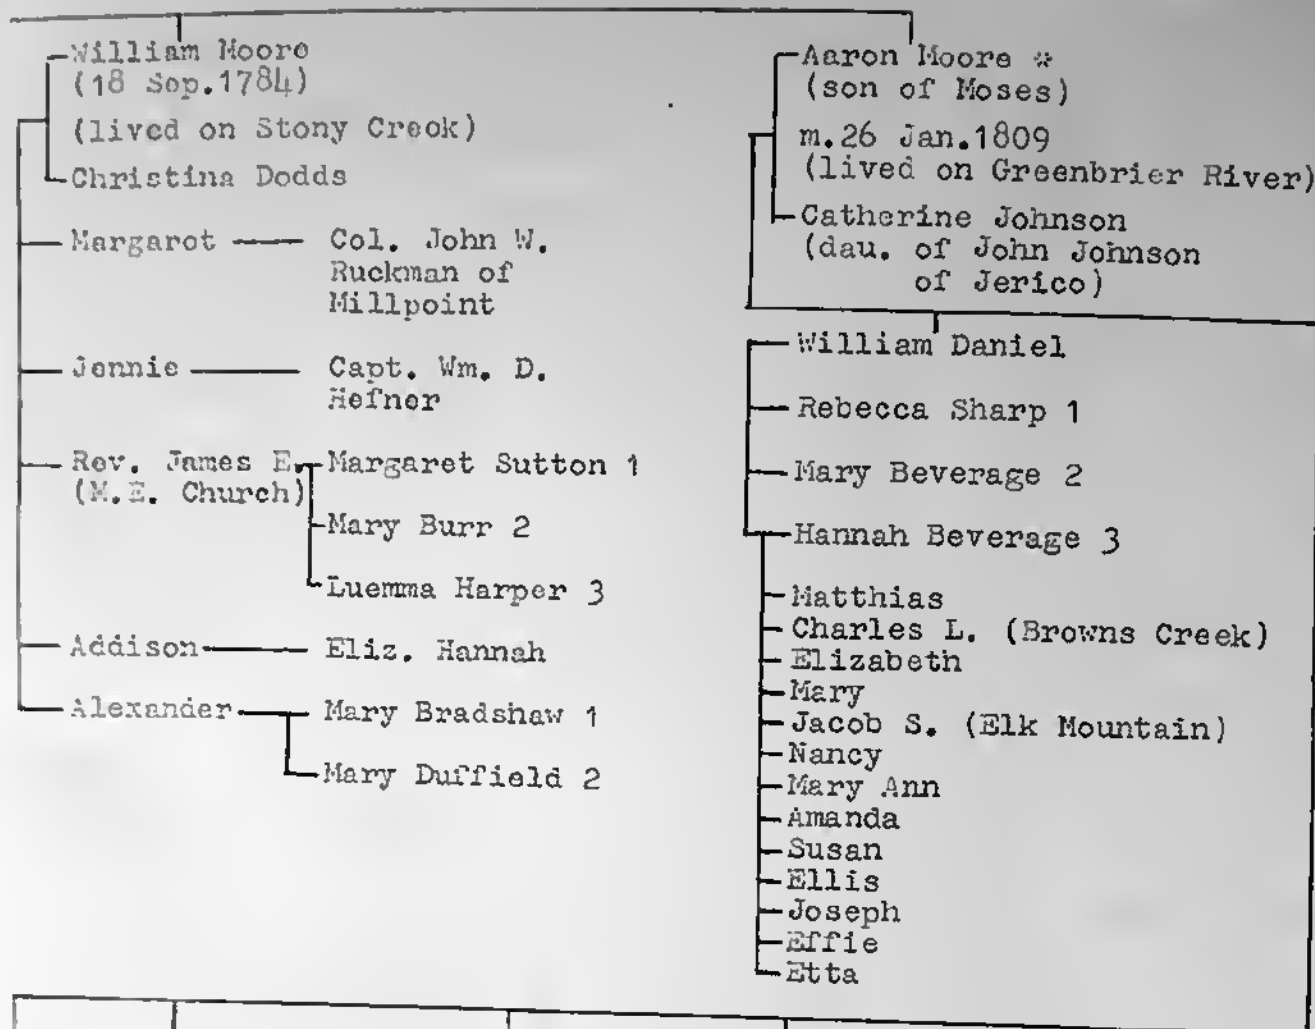 William Moore
(18 Sep.1784)
(lived on Stony Creek)
Christina Dodds
Margaret Col. John W.
Ruckman of
Millpoint
Jennie Capt. Wm. D.
Hefner
Rev. James E. Margaret Sutton 1
(M.E. Church)
Mary Burr 2
Luemma Harper 3
Addison Eliz. Hannah
Alexander Mary Bradshaw 1
Mary Duffield 2
Aaron Moore *
(son of Moses)
m.26 Jan.1809
(lived on Greenbrier River)
Catherine Johnson
(dau. of John Johnson
of Jerico)
William Daniel
Rebecca Sharp 1
Mary Beverage 2
Hannah Beverage 3
Matthias
Charles L. (Browns Creek)
Elizabeth
Mary
Jacob S. (Elk Mountain)
Nancy
Mary Ann
Amanda
Susan
Ellis
Joseph
Effie
Etta